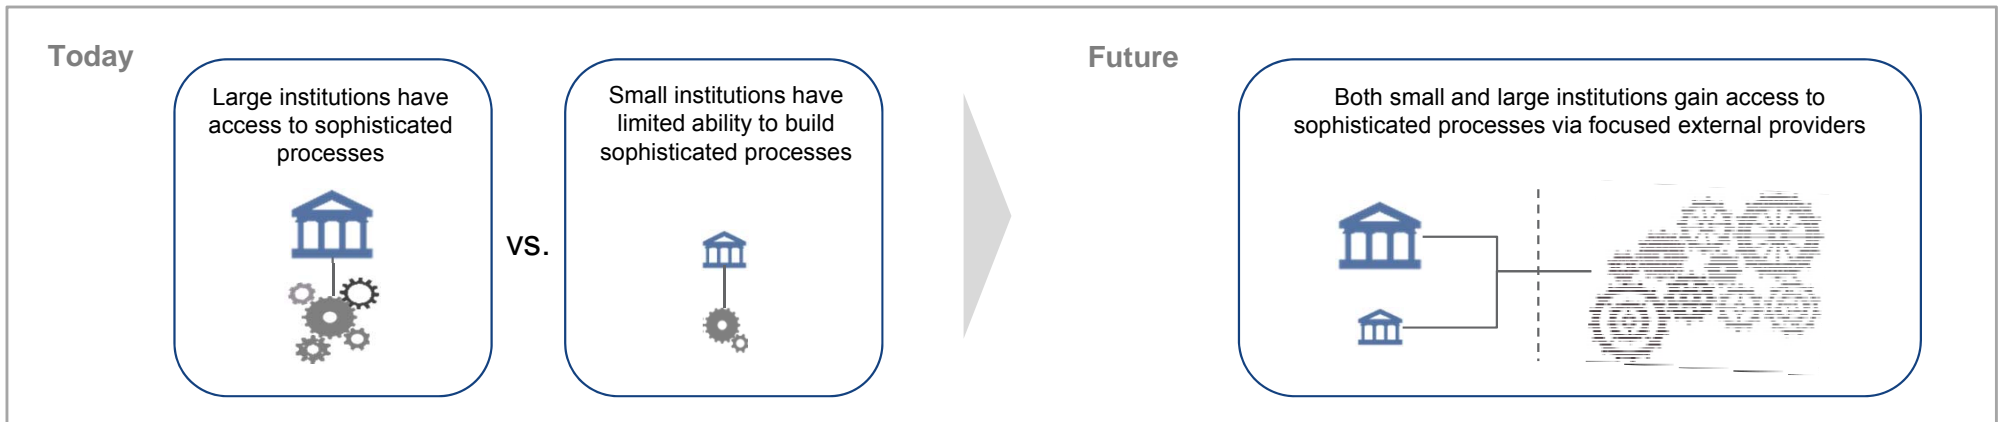 Today
Large institutions have
access to sophisticated
processes
vs.
Small institutions have
limited ability to build
sophisticated processes
Future
Both small and large institutions gain access to
sophisticated processes via focused external providers